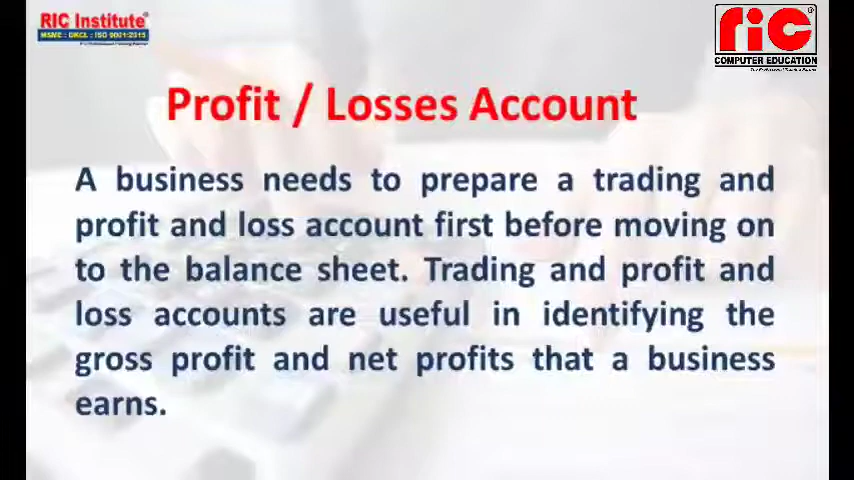 RIC Institute®
MSME : GKCL : ISO 9001:2015
ric®
COMPUTER EDUCATION
Profit / Losses Account
A business needs to prepare a trading and
profit and loss account first before moving on
to the balance sheet. Trading and profit and
loss accounts are useful in identifying the
gross profit and net profits that a business
earns.